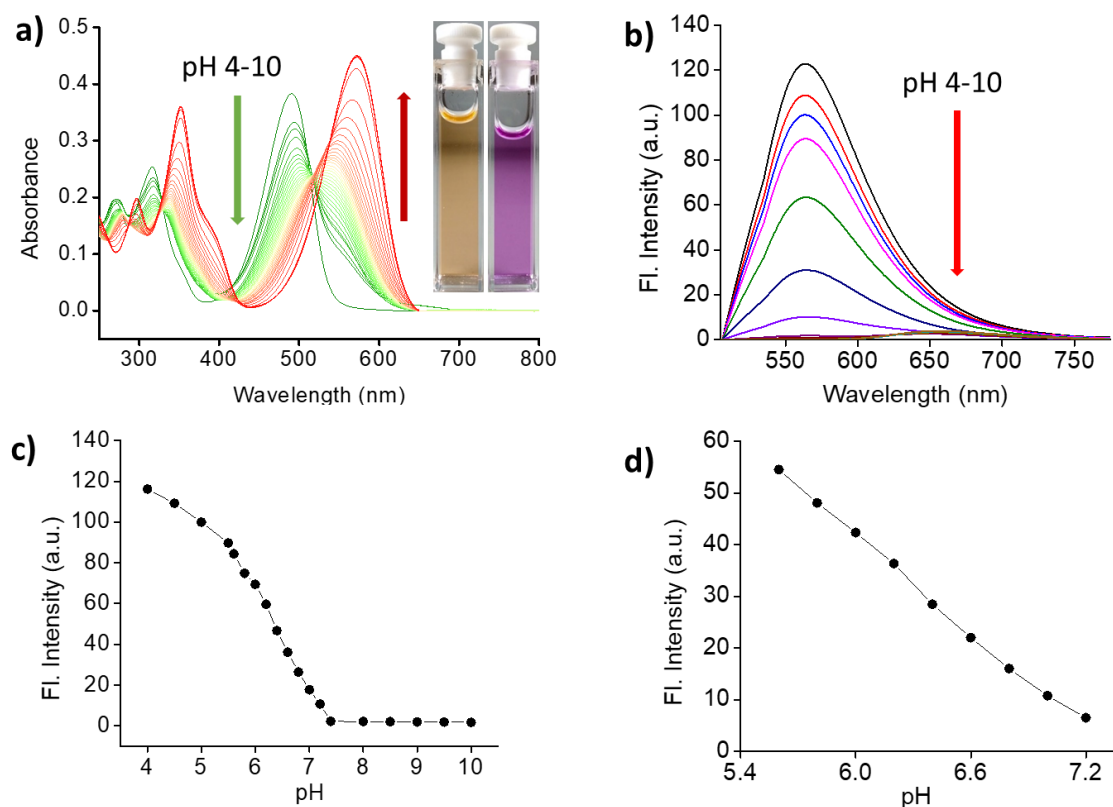 a)
pH 4-10
0.5
0.4
0.3
0.2
0.1
0.0
Absorbance
300 400 500 600 700 800
Wavelength (nm)
b)
pH 4-10
140
120
100
80
60
40
20
0
Fl. Intensity (a.u.)
550 600 650 700 750
Wavelength (nm)
c)
140
120
100
80
60
40
20
0
Fl. Intensity (a.u.)
4 5 6 7 8 9 10
pH
d)
60
50
40
30
20
10
0
Fl. Intensity (a.u.)
5.4 6.0 6.6 7.2
pH